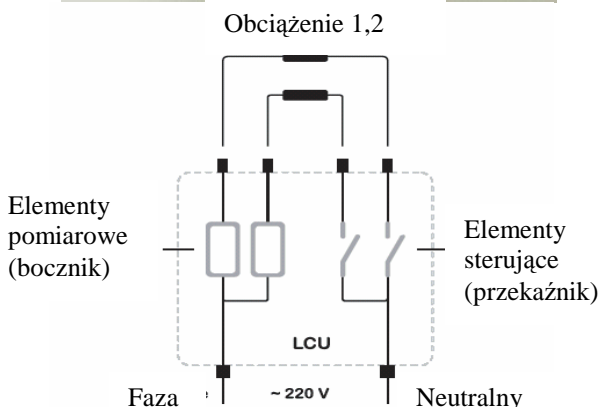 Obciążenie 1,2
Elementy
pomiarowe
(bocznik)
Elementy
sterujące
(przekaźnik)
LCU
Faza ~ 220 V Neutralny